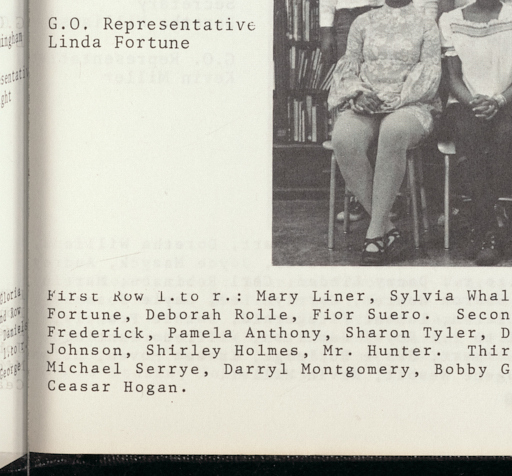 G.O. Representative
Linda Fortune
First Row l.to r.: Mary Liner, Sylvia Whal
Fortune, Deborah Rolle, Fior Suero. Secon
Frederick, Pamela Anthony, Sharon Tyler, D
Johnson, Shirley Holmes, Mr. Hunter. Thir
Michael Serrye, Darryl Montgomery, Bobby G
Ceasar Hogan.